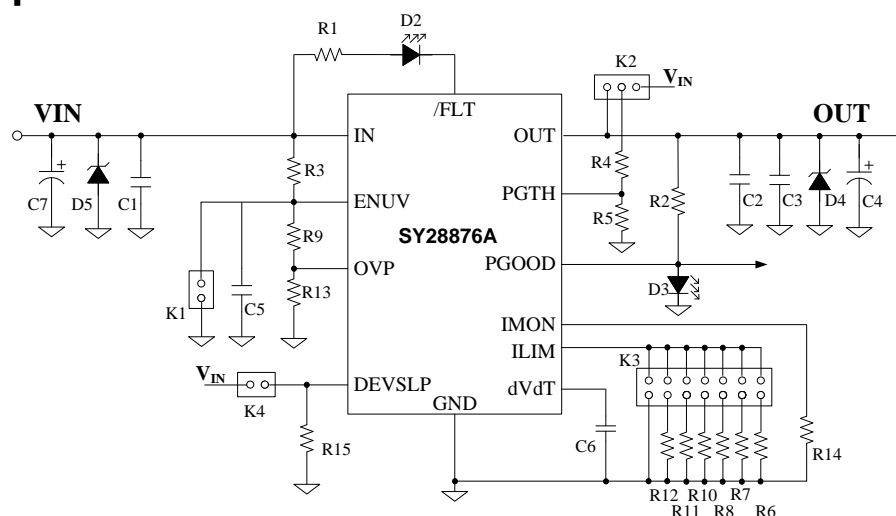 D2
R1
K2
VIN
/FLT
VIN
OUT
IN
OUT
R3
R4
C7
D5
C1
ENUV
PGTH
R2
C2
C3
D4
C4
R5
R9
SY28876A
OVP
PGOOD
K1
C5
R13
D3
IMON
ILIM
K3
VIN
DEVSLP
dVdT
K4
GND
R15
C6
R14
R12
R10
R7
R11
R8
R6